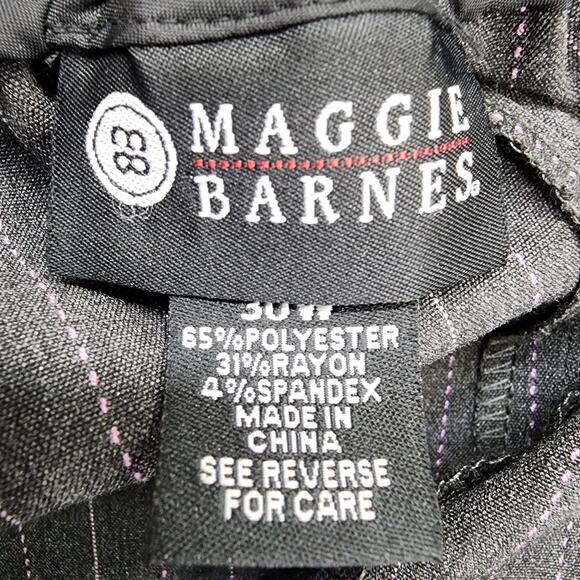 MAGGIE
BARNES.
65%POLYESTER
31%RAYON
4%SPANDEX
MADE IN
CHINA
SEE REVERSE
FOR CARE